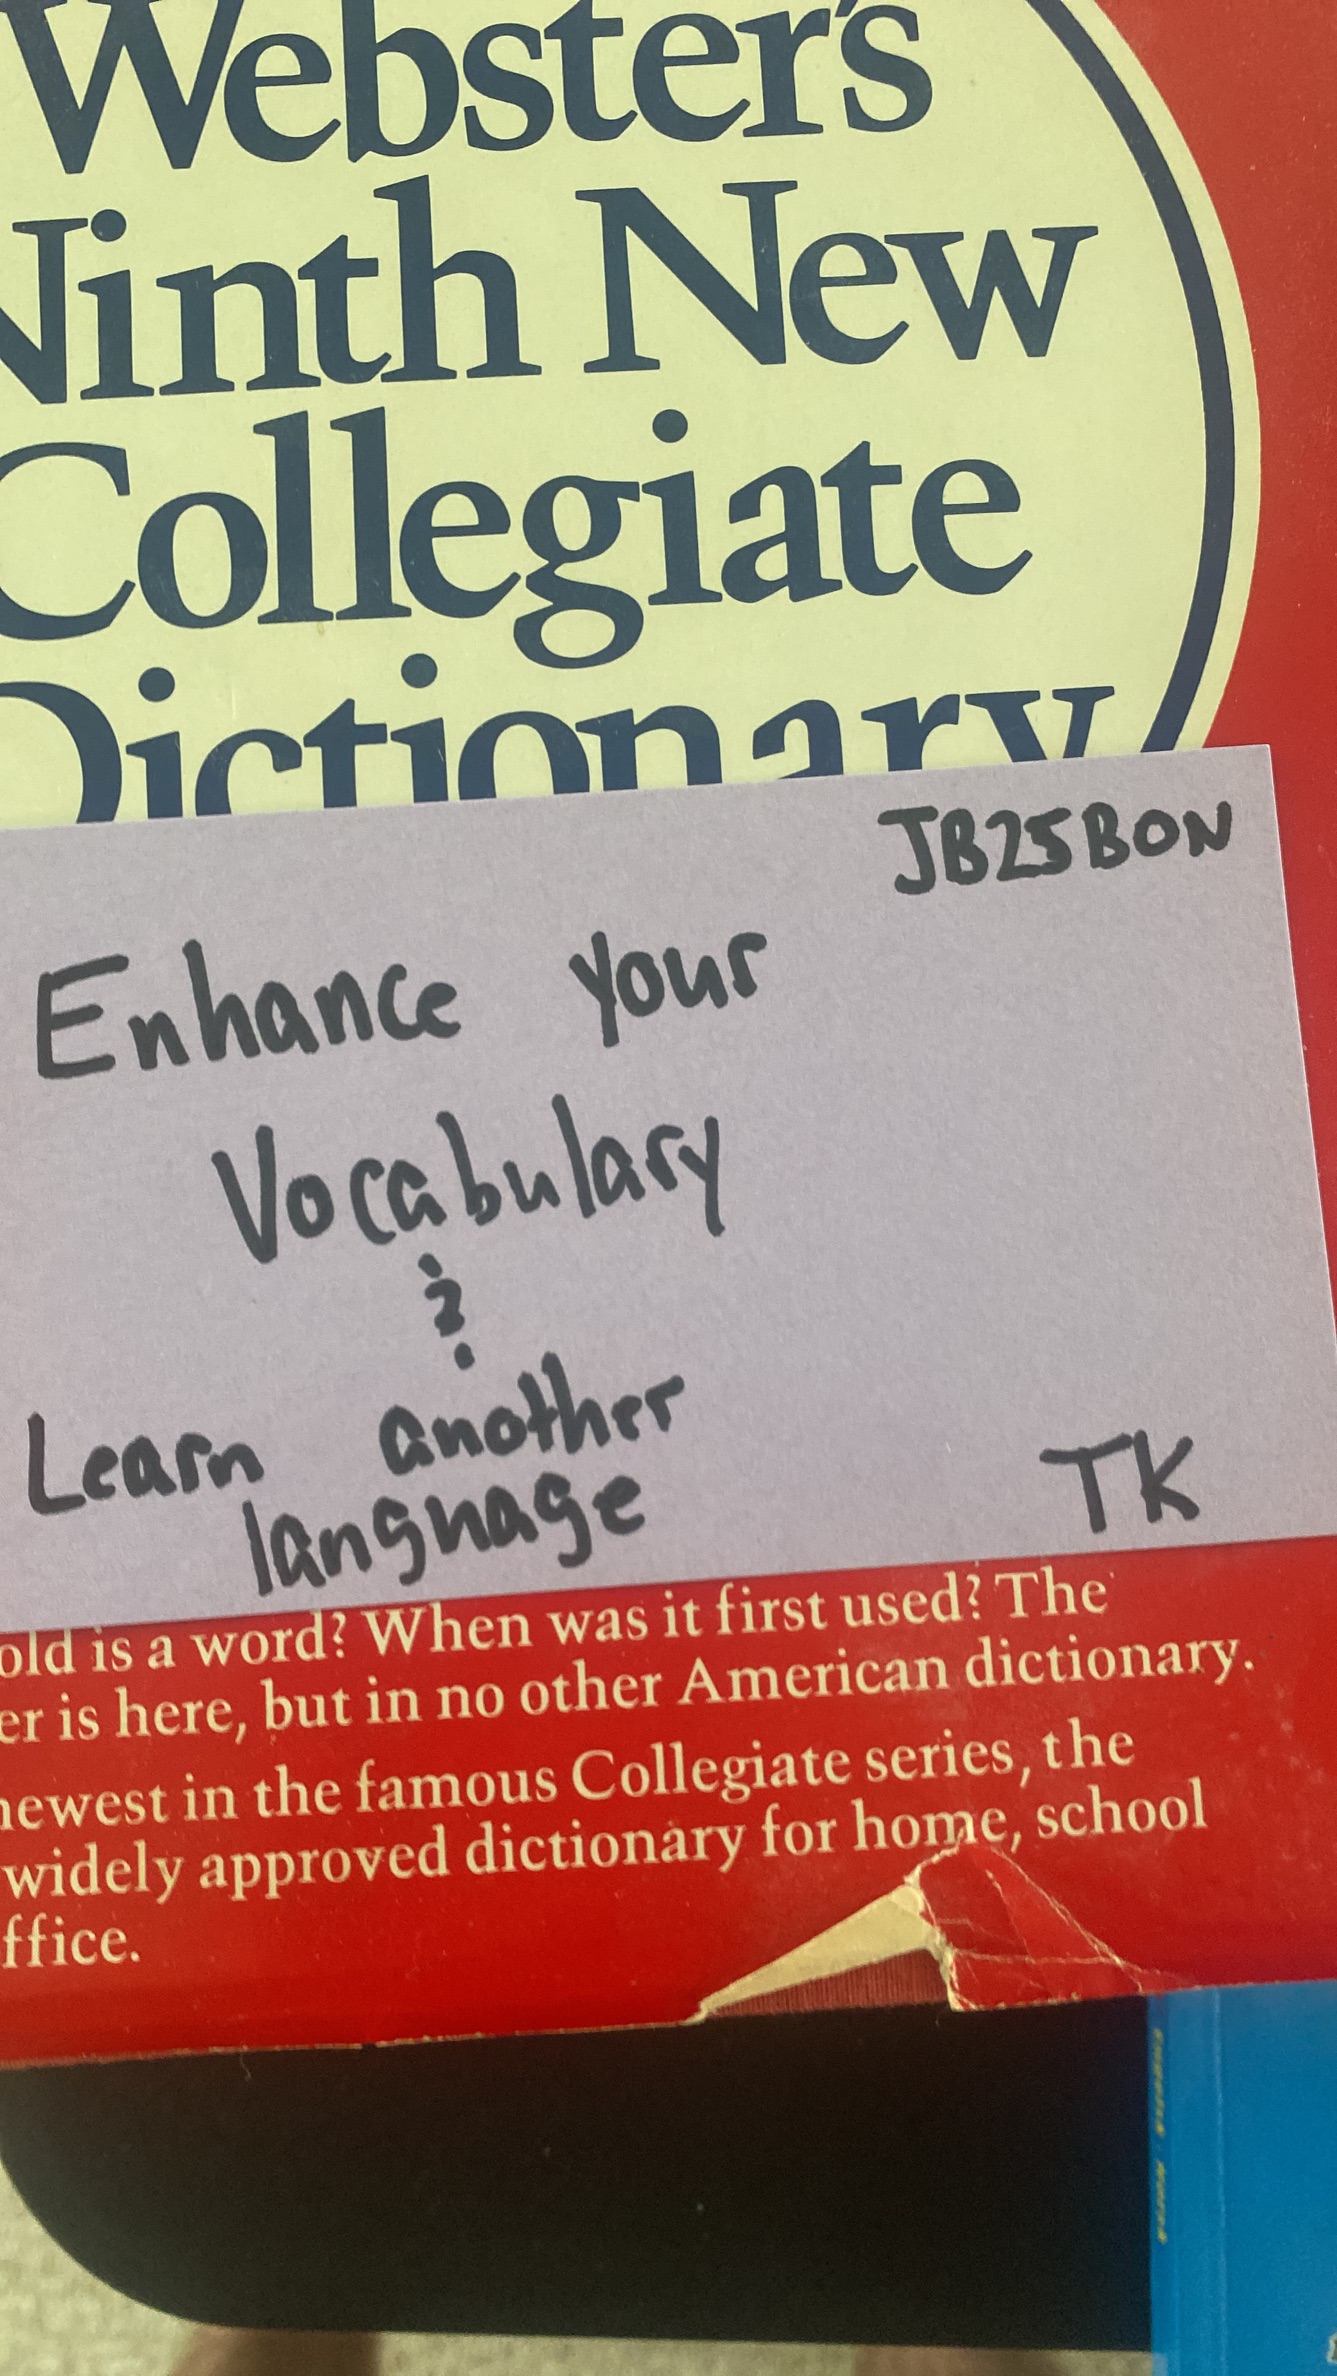 Webster's
Ninth New
Collegiate
Dictionary
JB25BON
Enhance your
Vocabulary
&
Learn another
language
TK
old is a word? When was it first used? The
er is here, but in no other American dictionary.
newest in the famous Collegiate series, the
widely approved dictionary for home, school
ffice.